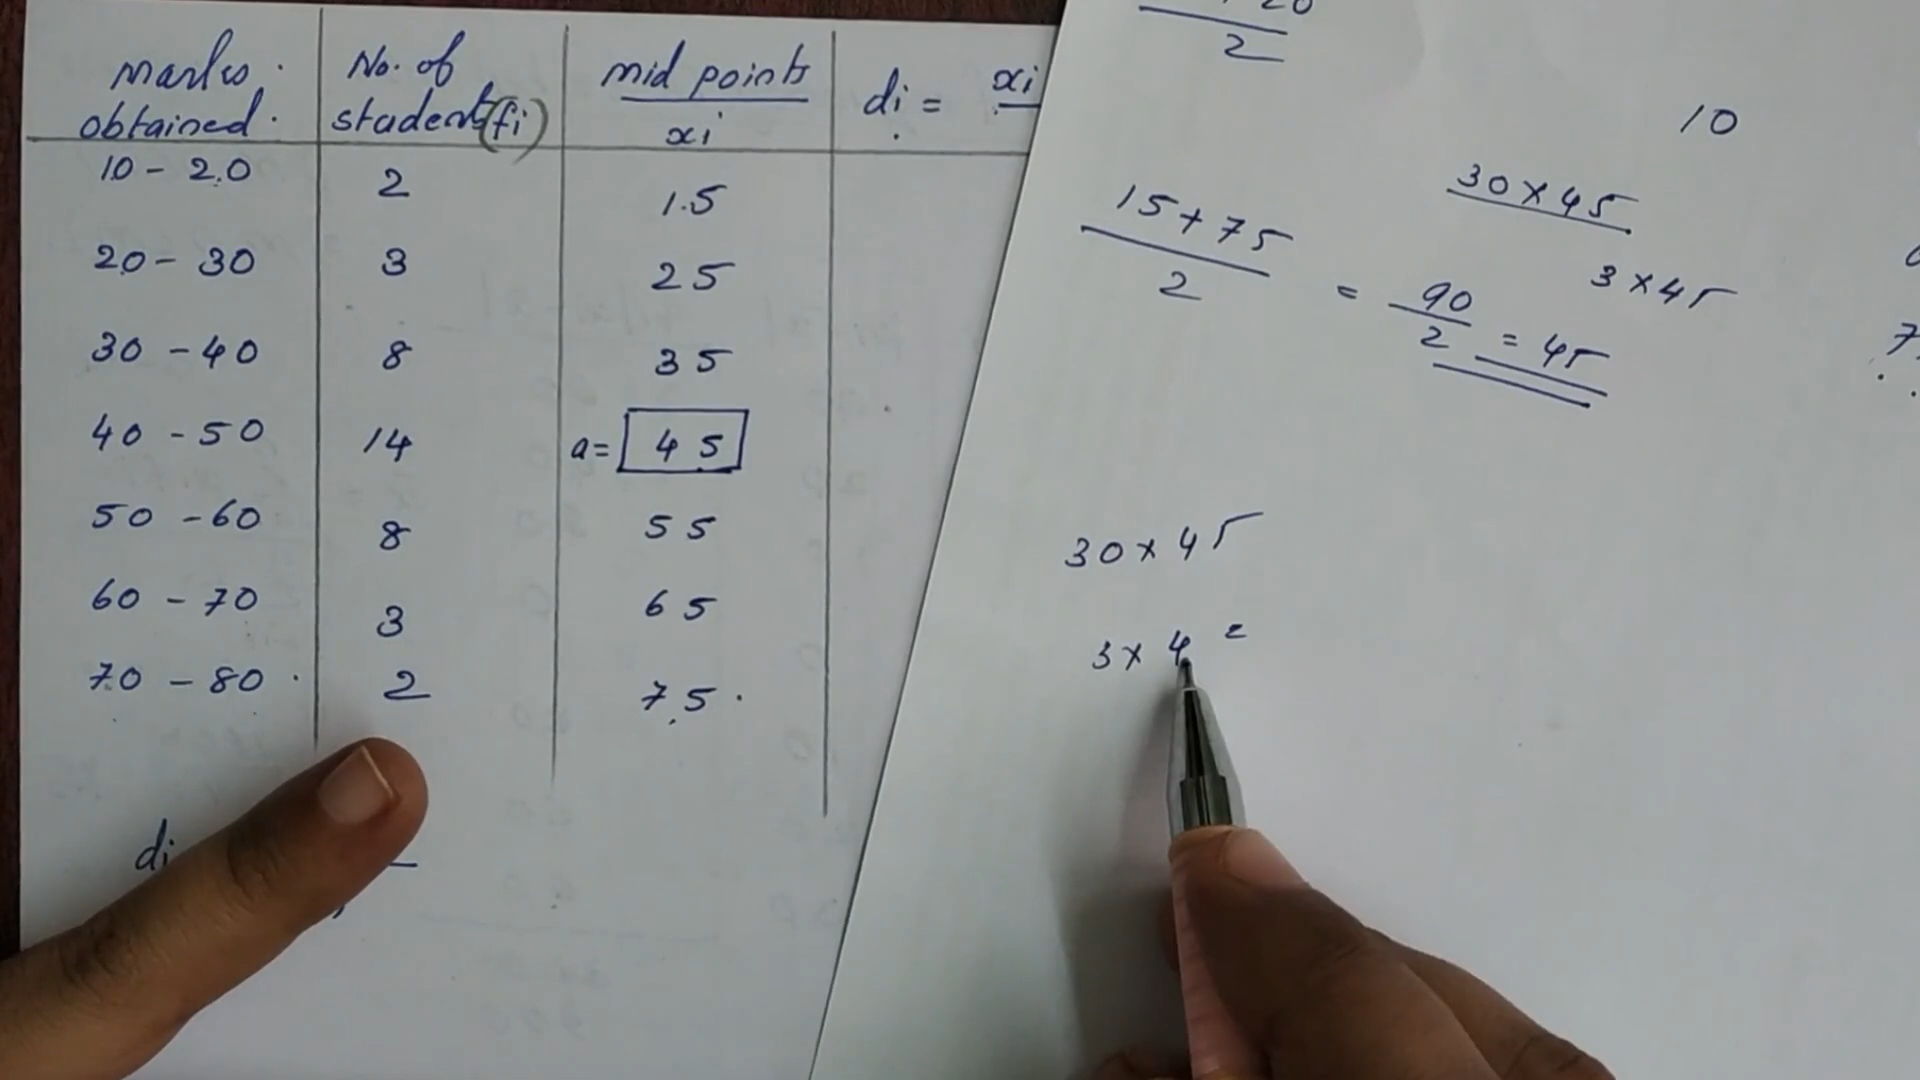 marks No. of mid points di = xi
obtained. students(fi) xi
10 - 20 2 15
20 - 30 3 25
30 - 40 8 35
40 - 50 14 a= 45
50 - 60 8 55
60 - 70 3 65
70 - 80 2 75
di
20
2
10
30 x 45
15 + 75
2
3 x 45
= 90
2 = 45
30 x 45
3 x 4 =